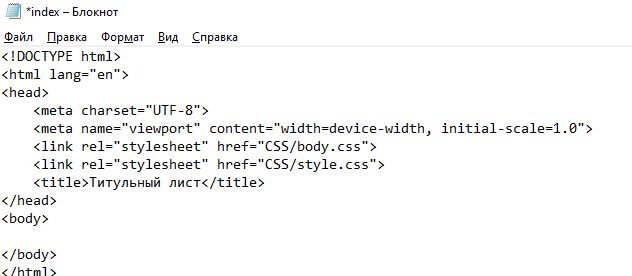 *index – Блокнот
Файл Правка Формат Вид Справка
<!DOCTYPE html>
<html lang="en">
<head>
    <meta charset="UTF-8">
    <meta name="viewport" content="width=device-width, initial-scale=1.0">
    <link rel="stylesheet" href="CSS/body.css">
    <link rel="stylesheet" href="CSS/style.css">
    <title>Титульный лист</title>
</head>
<body>

</body>
</html>